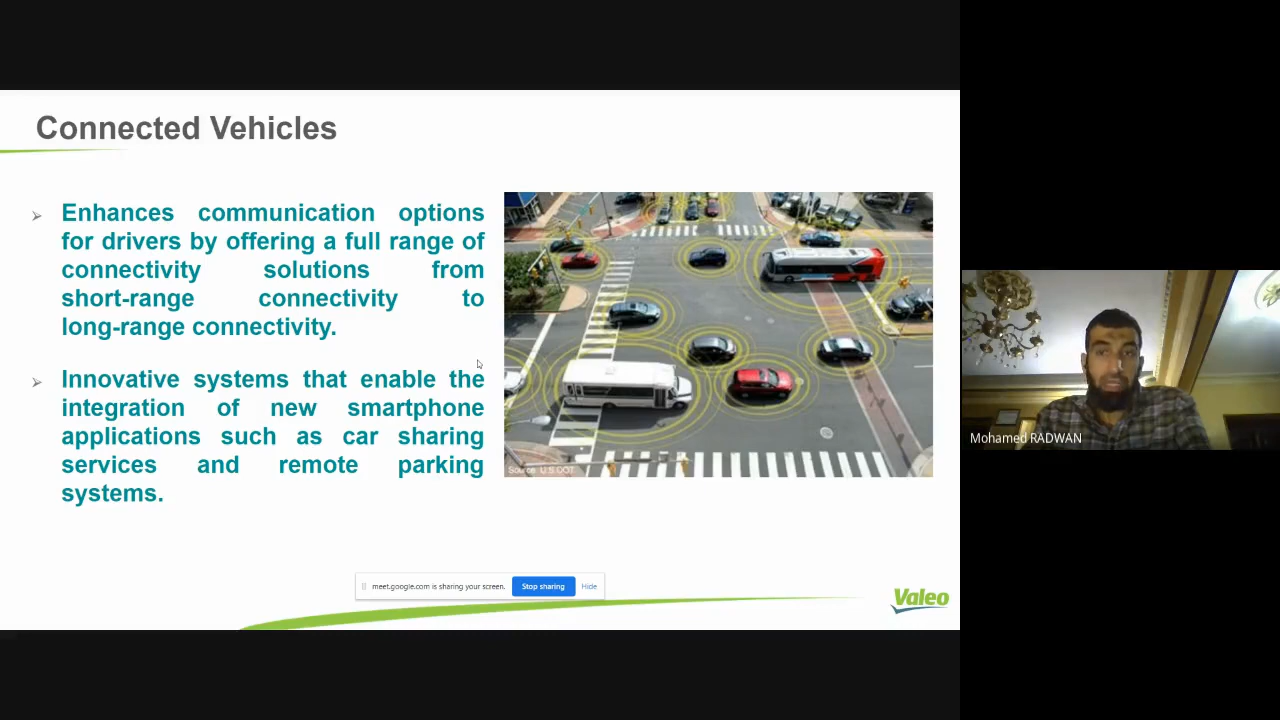 Connected Vehicles
Enhances communication options
for drivers by offering a full range of
connectivity solutions from
short-range connectivity to
long-range connectivity.
Innovative systems that enable the
integration of new smartphone
applications such as car sharing
services and remote parking
systems.
Source: U.S.DOT
meet.google.com is sharing your screen.
Stop sharing
Hide
Valeo
Mohamed RADWAN